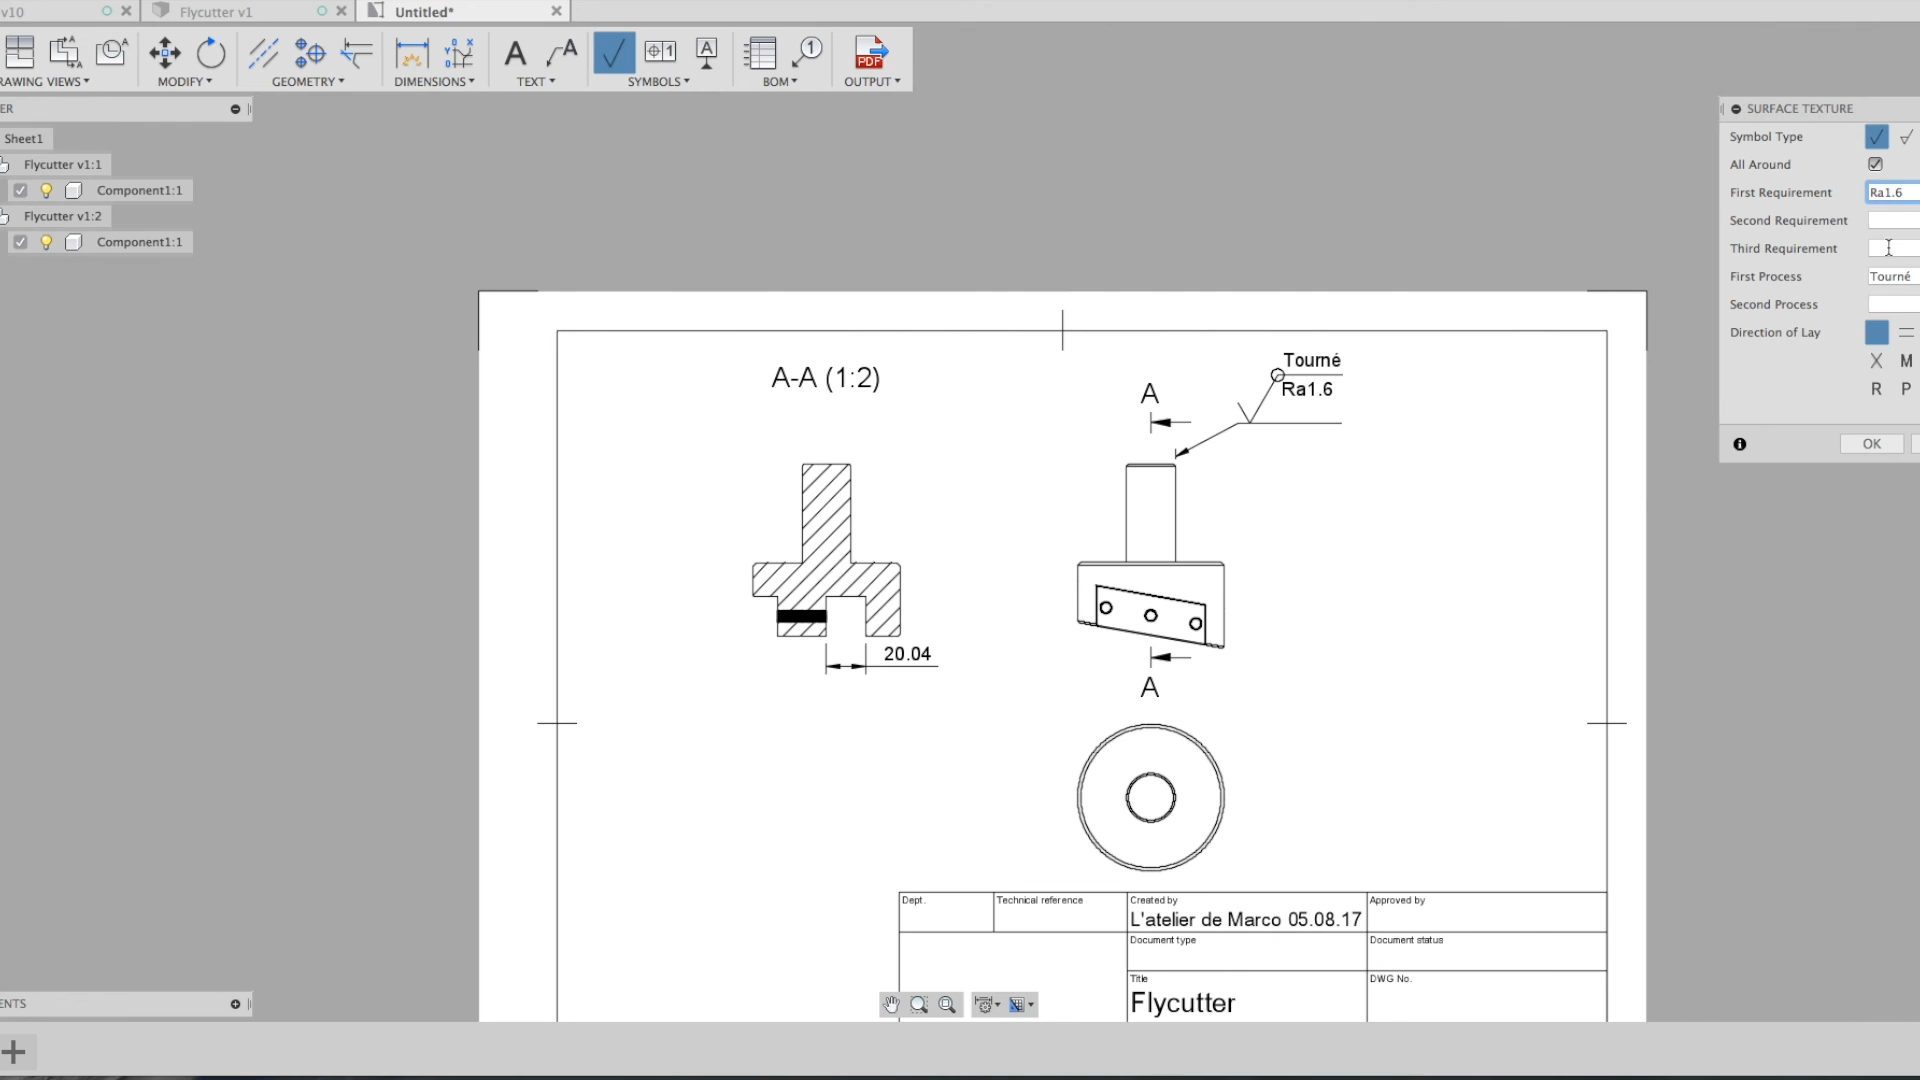 v10
Flycutter v1
Untitled*
RAWING VIEWS
MODIFY
GEOMETRY
DIMENSIONS
TEXT
SYMBOLS
BOM
OUTPUT
PDF
ER
Sheet1
Flycutter v1:1
Component1:1
Flycutter v1:2
Component1:1
SURFACE TEXTURE
Symbol Type
All Around
First Requirement
Ra1.6
Second Requirement
Third Requirement
First Process
Tourné
Second Process
Direction of Lay
X M
R P
OK
A-A (1:2)
A
Tourné
Ra1.6
20.04
A
Dept.
Technical reference
Created by
L'atelier de Marco 05.08.17
Approved by
Document type
Document status
Title
Flycutter
DWG No.
ENTS